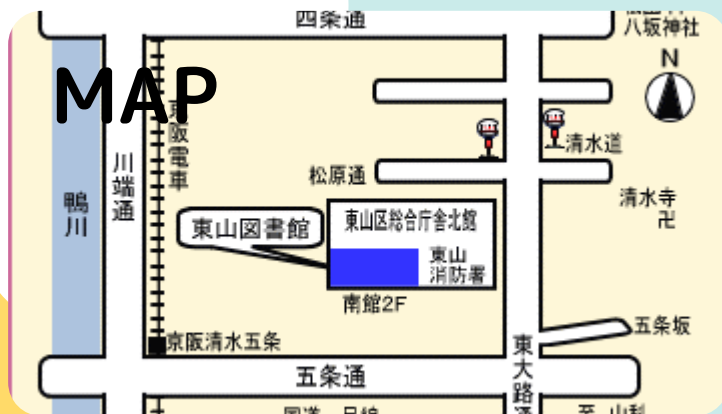 四条通
八坂神社
N
MAP
京阪電車
川端通
鴨川
清水道
松原通
清水寺
卍
東山図書館
東山区総合庁舎北館
東山
消防署
南館2F
五条坂
京阪清水五条
東大路通
五条通